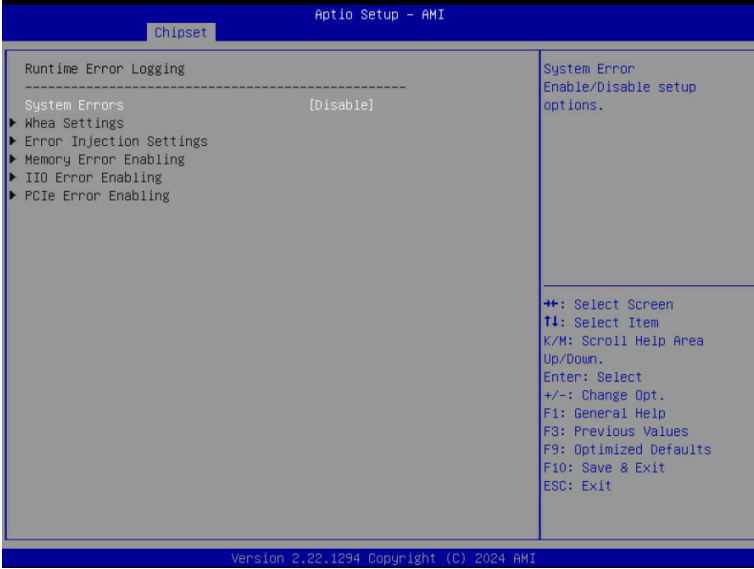 Aptio Setup - AMI
Chipset
Runtime Error Logging
--------------------------------------------------
System Errors [Disable]
Whea Settings
Error Injection Settings
Memory Error Enabling
IIO Error Enabling
PCIe Error Enabling
System Error
Enable/Disable setup
options.
→←: Select Screen
↑↓: Select Item
K/M: Scroll Help Area
Up/Down.
Enter: Select
+/-: Change Opt.
F1: General Help
F3: Previous Values
F9: Optimized Defaults
F10: Save & Exit
ESC: Exit
Version 2.22.1294 Copyright (C) 2024 AMI